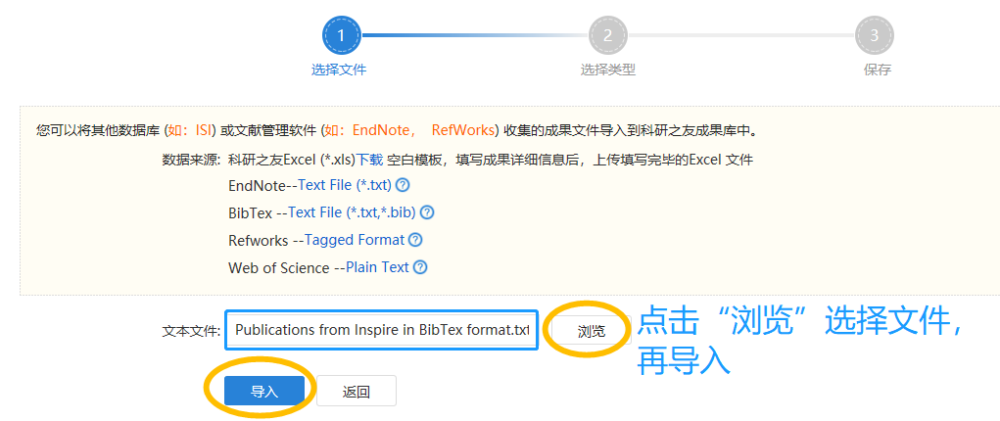 1
2
3
选择文件
选择类型
保存
您可以将其他数据库 (如：ISI) 或文献管理软件 (如：EndNote， RefWorks) 收集的成果文件导入到科研之友成果库中。
数据来源: 科研之友Excel (*.xls)下载 空白模板，填写成果详细信息后，上传填写完毕的Excel 文件
EndNote--Text File (*.txt) ?
BibTex --Text File (*.txt,*.bib) ?
Refworks --Tagged Format ?
Web of Science --Plain Text ?
文本文件: Publications from Inspire in BibTex format.txt
浏览
点击“浏览”选择文件，
再导入
导入
返回